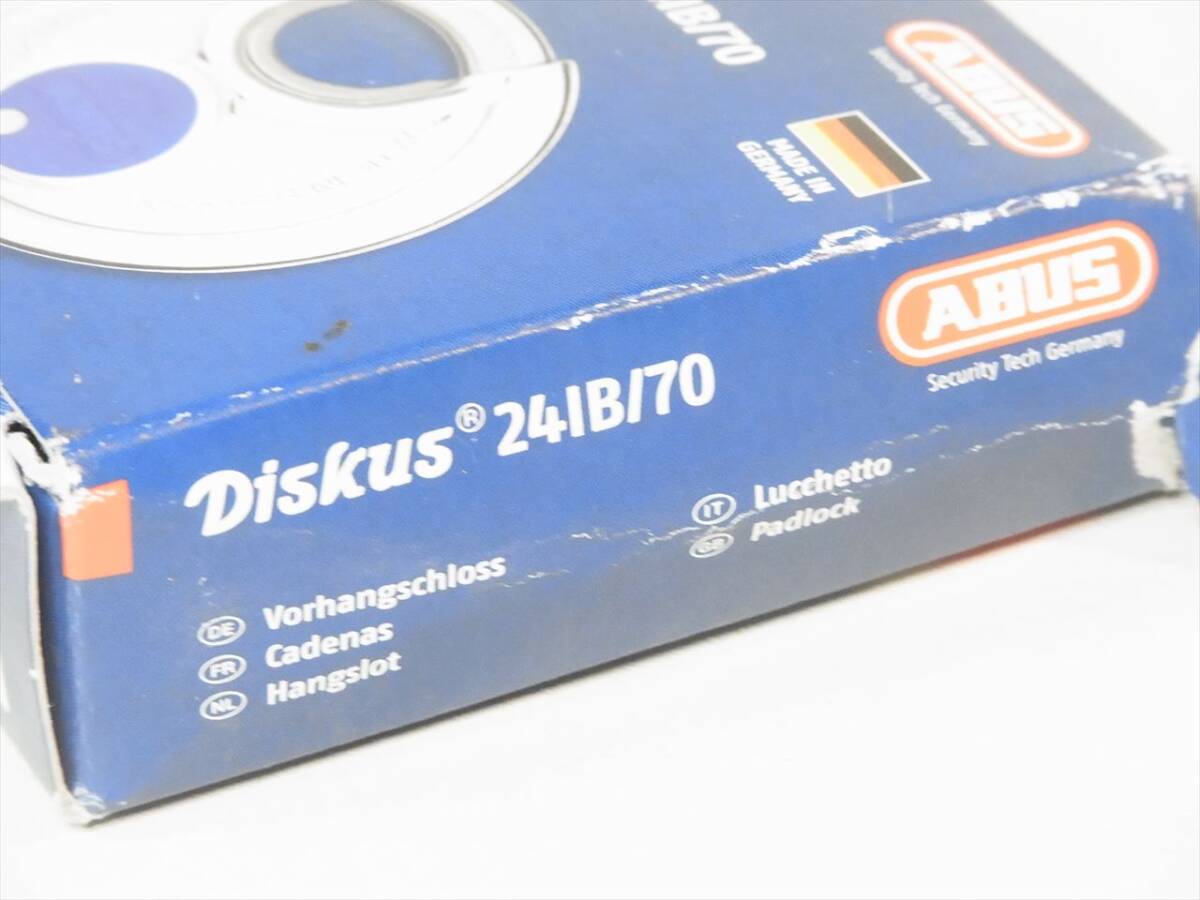 IB/70
ABUS
Security Tech Germany
MADE IN
GERMANY
ABUS
Security Tech Germany
Diskus® 24IB/70
DE Vorhangschloss
FR Cadenas
NL Hangslot
IT Lucchetto
GB Padlock